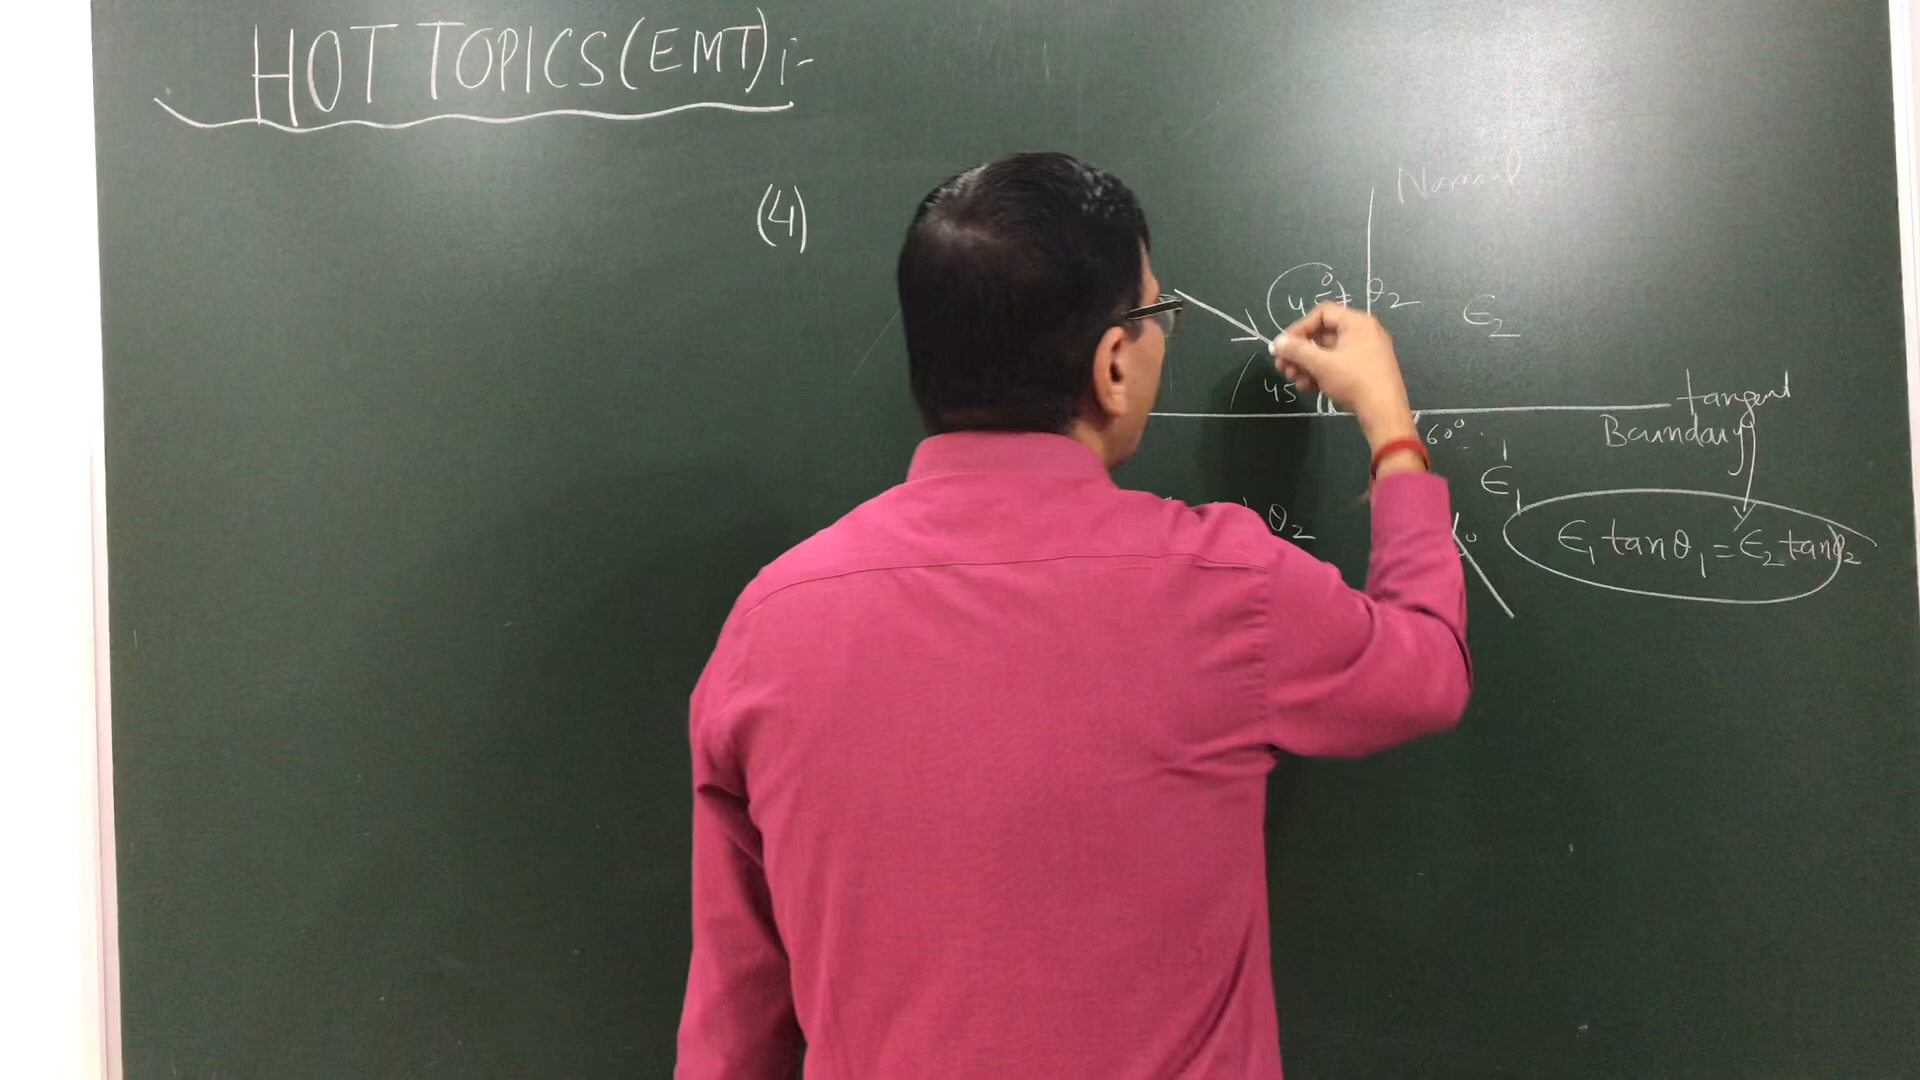 HOT TOPICS (EMT) :-
(4)
Normal
45° = θ2
ε2
45
tangent
Boundary
60°
ε1
θ2
ε1 tanθ1 = ε2 tanθ2